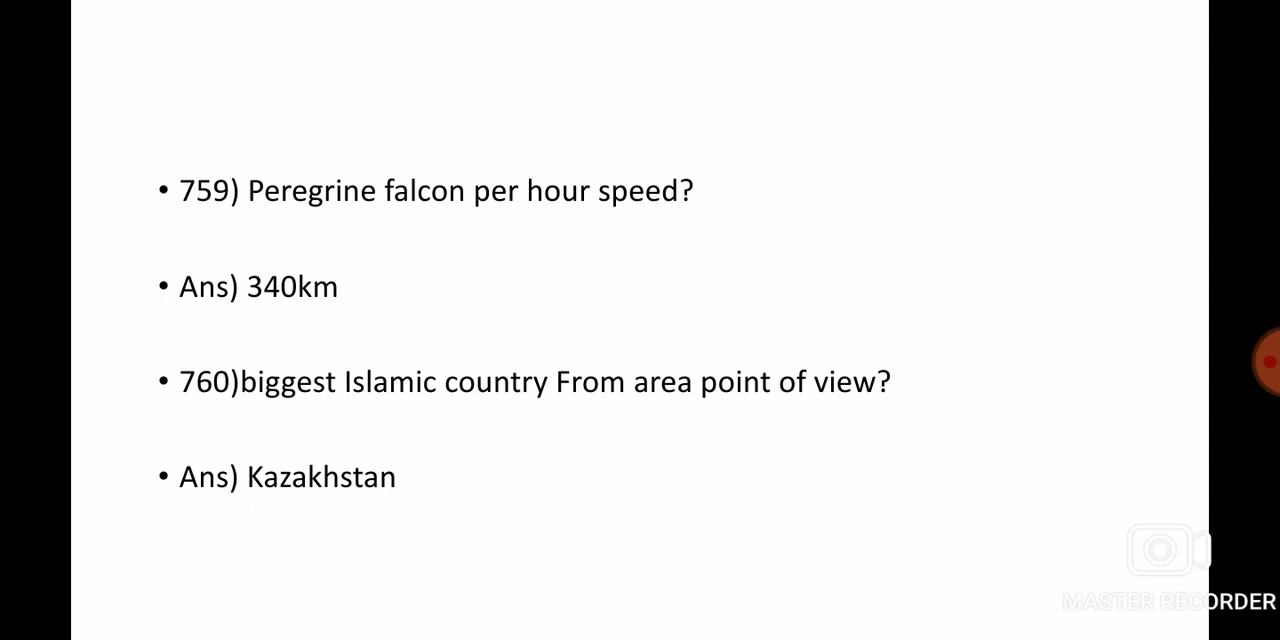 • 759) Peregrine falcon per hour speed?
• Ans) 340km
• 760)biggest Islamic country From area point of view?
• Ans) Kazakhstan
MASTER RECORDER